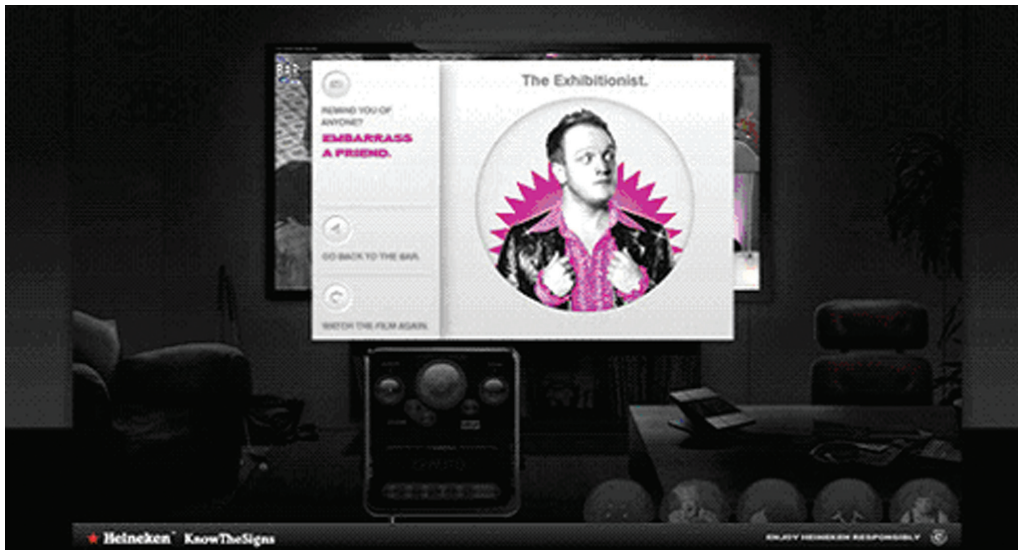 The Exhibitionist.
REMIND YOU OF
ANYONE?
EMBARRASS
A FRIEND.
GO BACK TO THE BAR.
WATCH THE FILM AGAIN.
Heineken KnowTheSigns
ENJOY HEINEKEN RESPONSIBLY